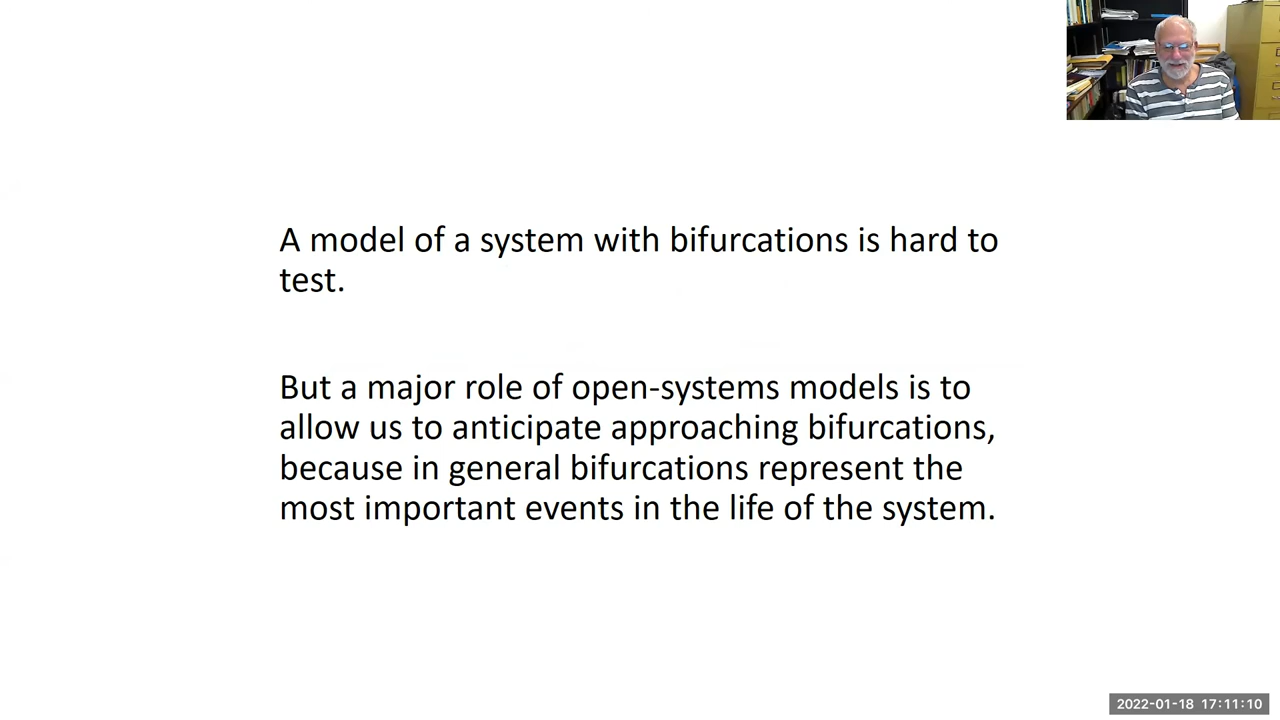 A model of a system with bifurcations is hard to
test.
But a major role of open-systems models is to
allow us to anticipate approaching bifurcations,
because in general bifurcations represent the
most important events in the life of the system.
2022-01-18 17:11:10